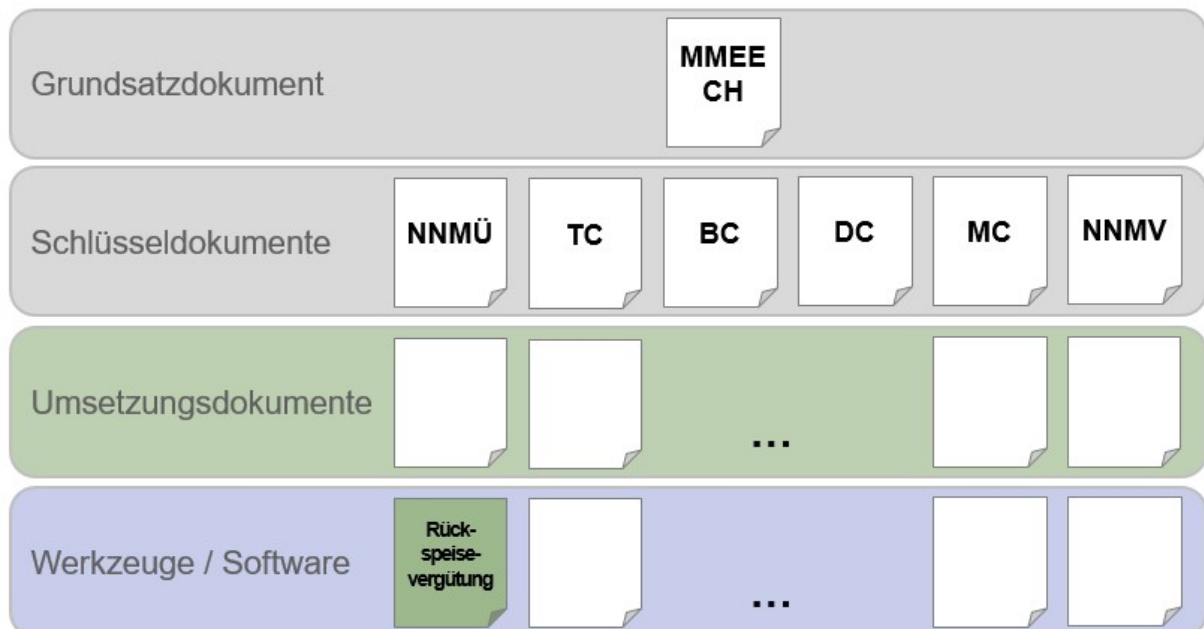 Grundsatzdokument
MMEE
CH
Schlüsseldokumente
NNMÜ
TC
BC
DC
MC
NNMV
Umsetzungsdokumente
...
Werkzeuge / Software
Rück-
speise-
vergütung
...